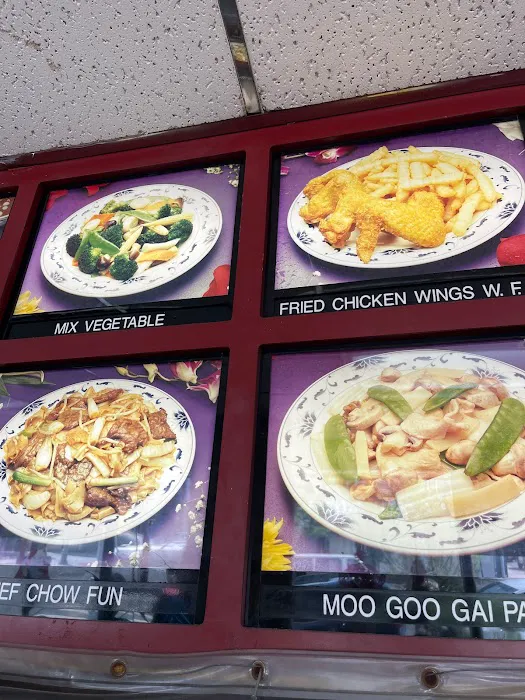 MIX VEGETABLE
FRIED CHICKEN WINGS W. F.
EF CHOW FUN
MOO GOO GAI PA